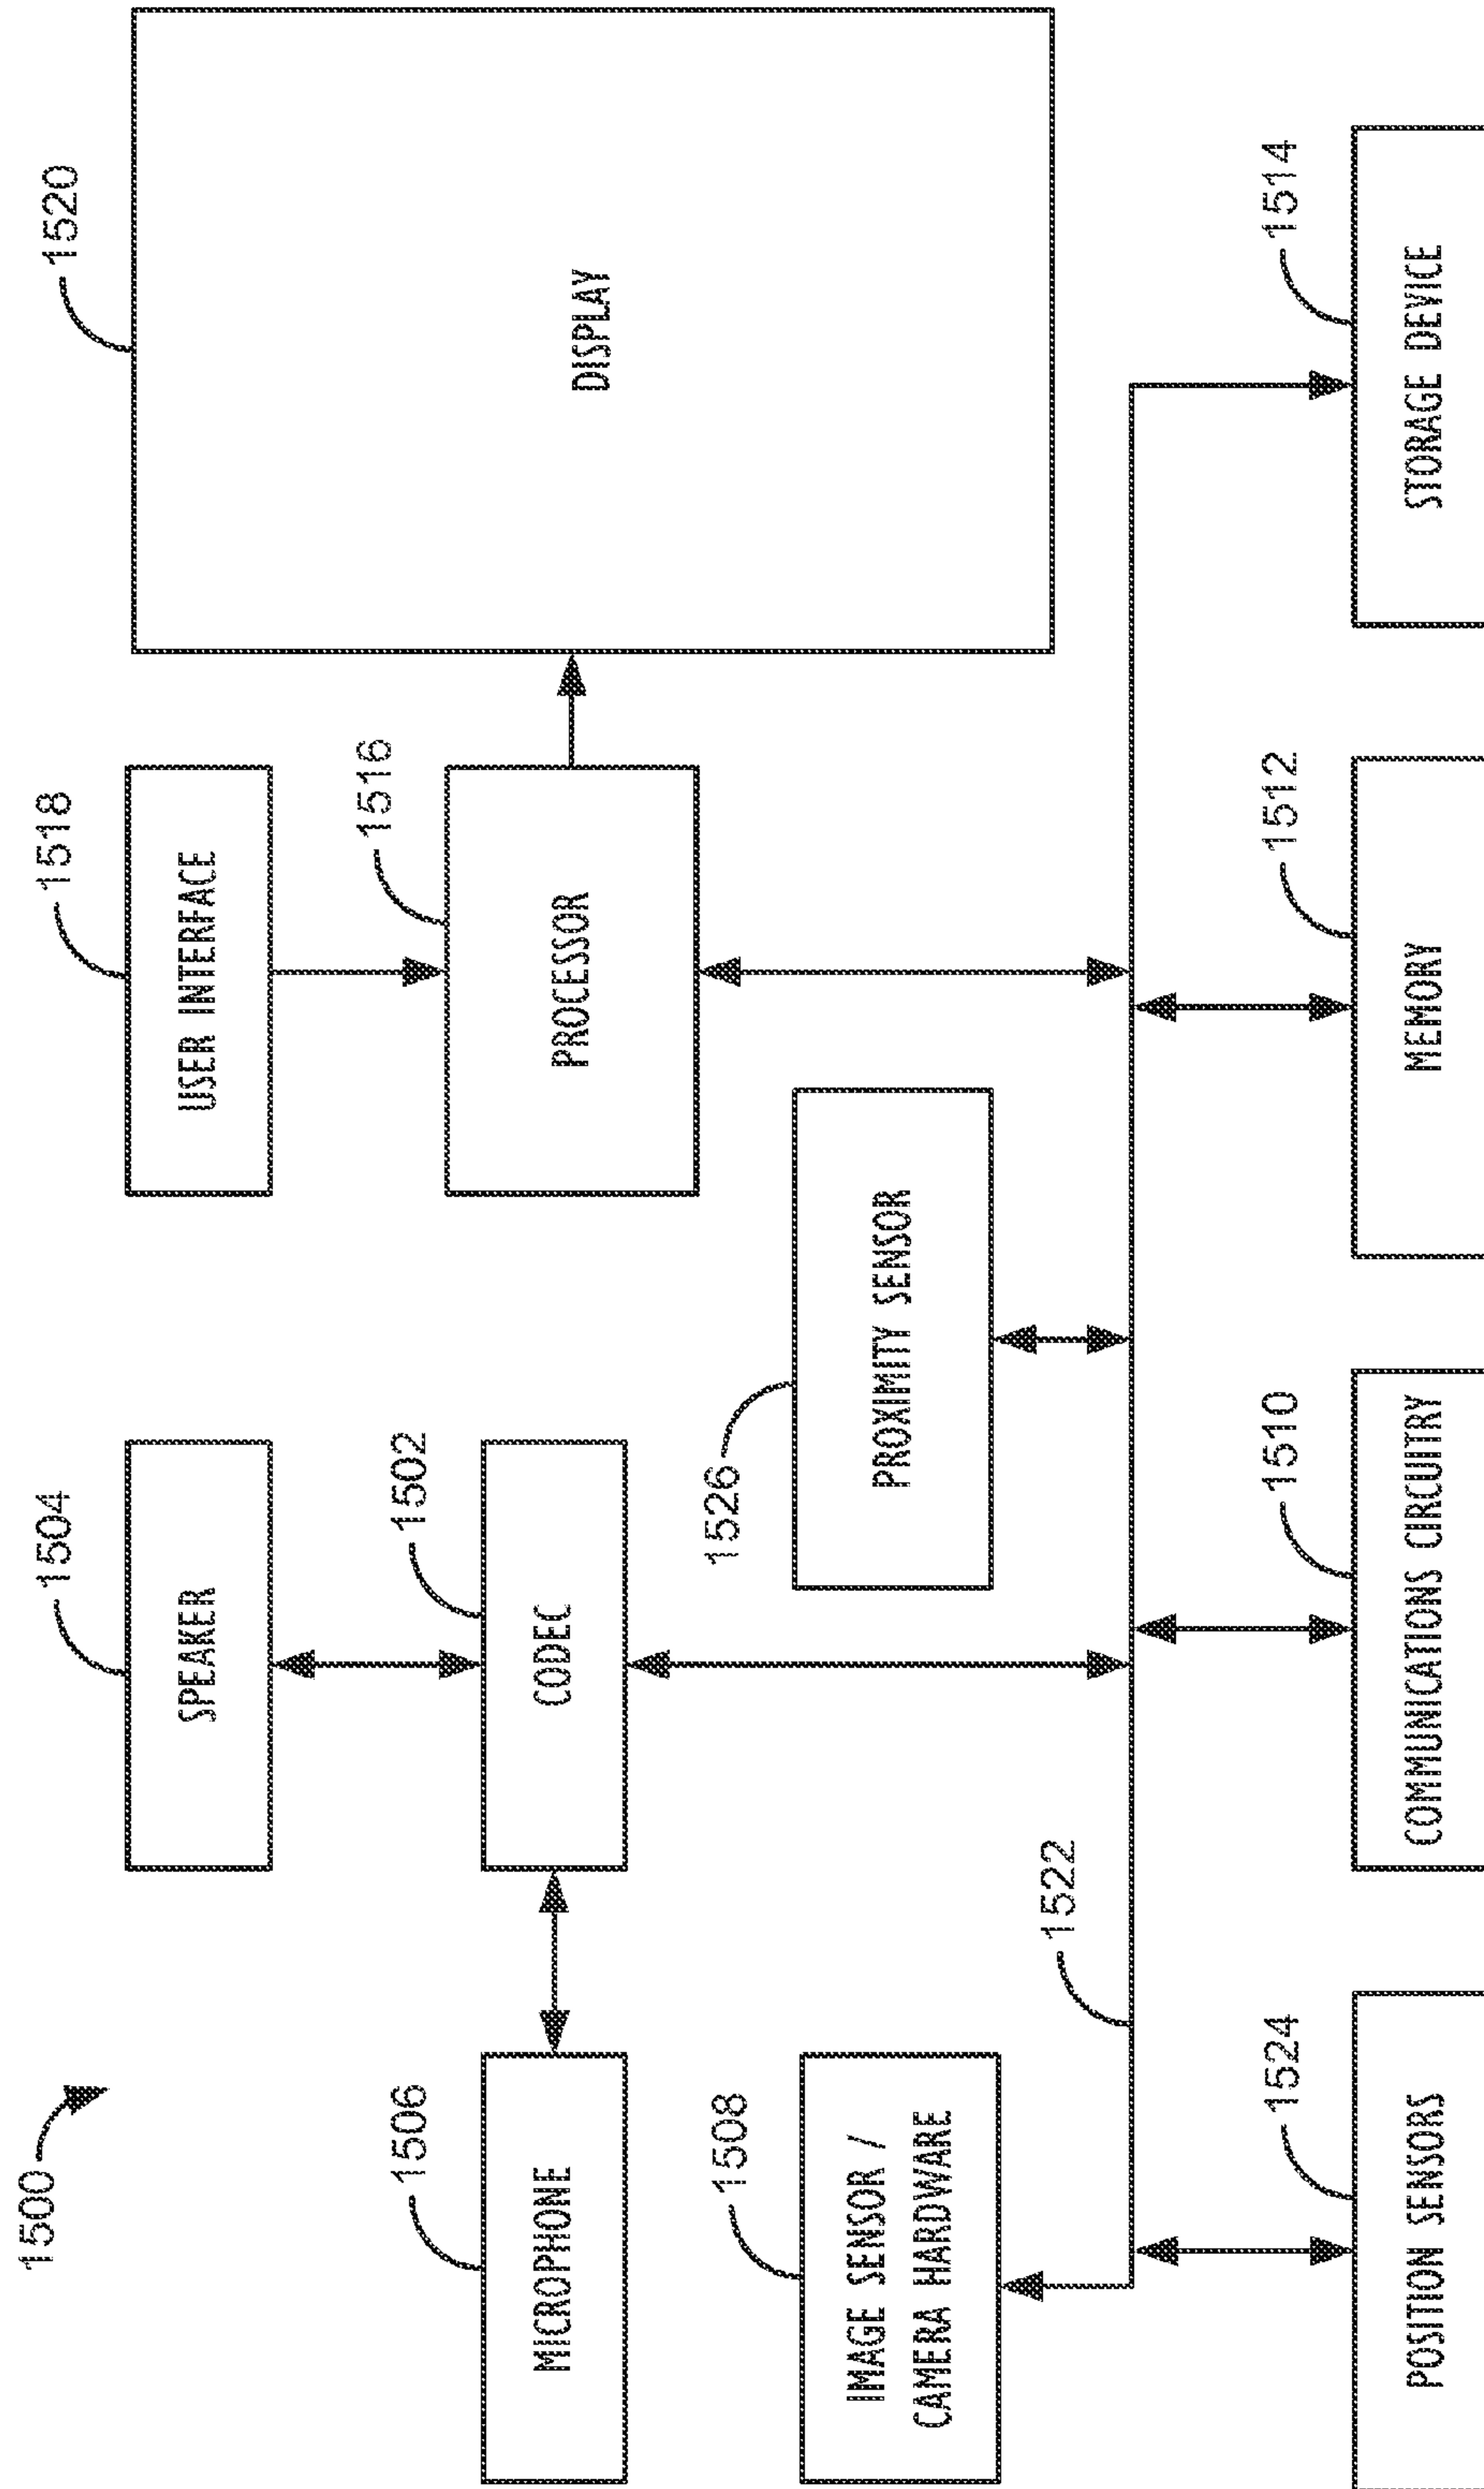 1500
1504
1518
1520
SPEAKER
USER INTERFACE
DISPLAY
1506
1502
1516
MICROPHONE
CODEC
PROCESSOR
1508
1526
IMAGE SENSOR /
CAMERA HARDWARE
PROXIMITY SENSOR
1522
1524
1510
1512
1514
POSITION SENSORS
COMMUNICATIONS CIRCUITRY
MEMORY
STORAGE DEVICE